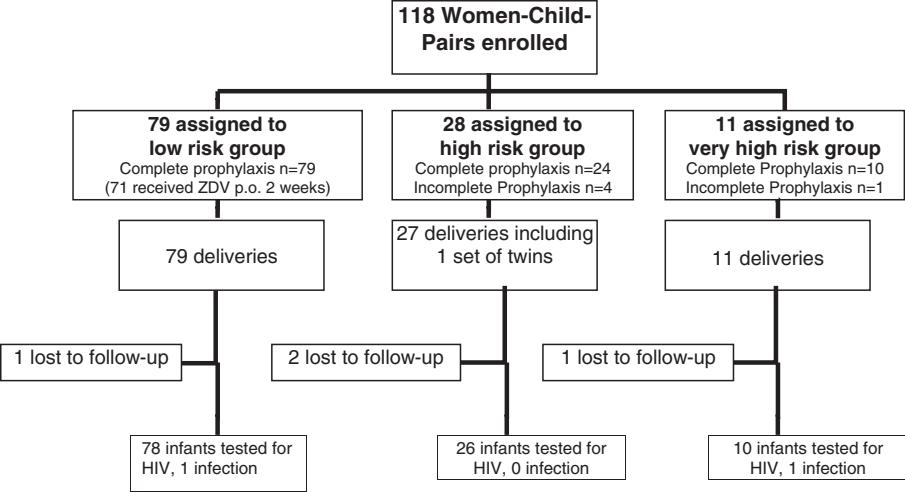 118 Women-Child-
Pairs enrolled
79 assigned to
low risk group
Complete prophylaxis n=79
(71 received ZDV p.o. 2 weeks)
28 assigned to
high risk group
Complete prophylaxis n=24
Incomplete Prophylaxis n=4
11 assigned to
very high risk group
Complete Prophylaxis n=10
Incomplete Prophylaxis n=1
79 deliveries
27 deliveries including
1 set of twins
11 deliveries
1 lost to follow-up
2 lost to follow-up
1 lost to follow-up
78 infants tested for
HIV, 1 infection
26 infants tested for
HIV, 0 infection
10 infants tested for
HIV, 1 infection